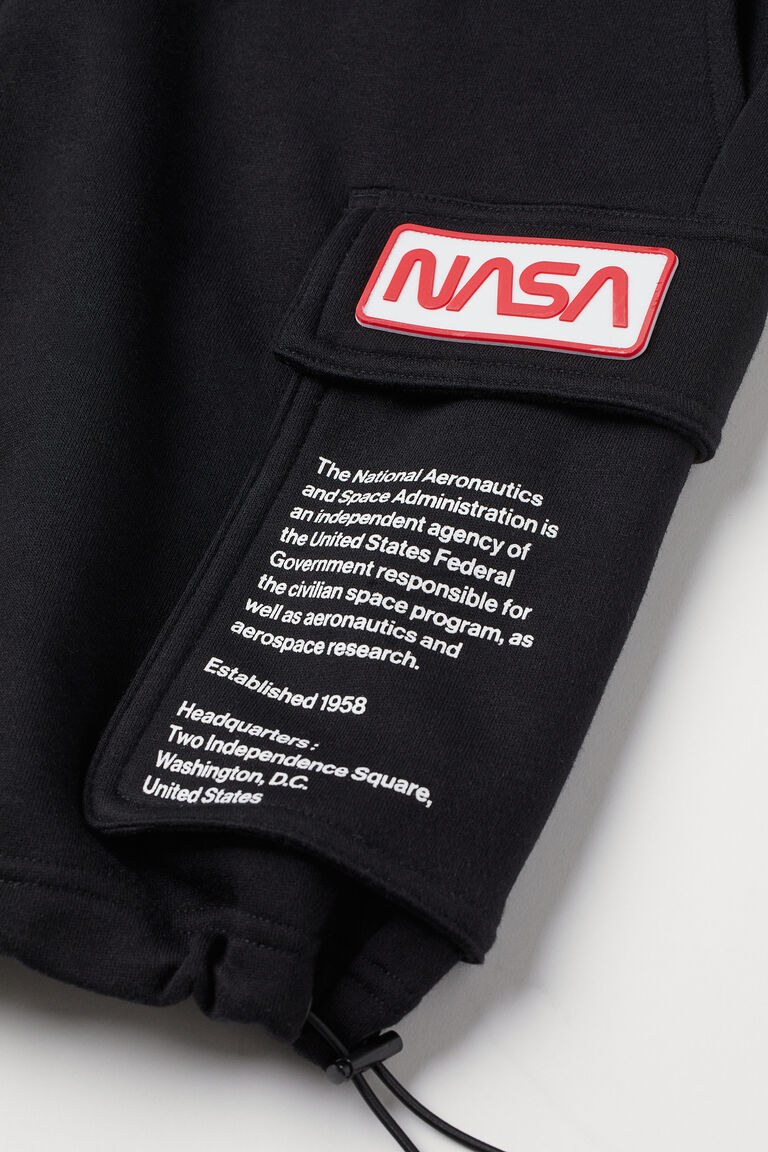 NASA
The National Aeronautics
and Space Administration is
an independent agency of
the United States Federal
Government responsible for
the civilian space program, as
well as aeronautics and
aerospace research.
Established 1958
Headquarters :
Two Independence Square,
Washington, D.C.
United States